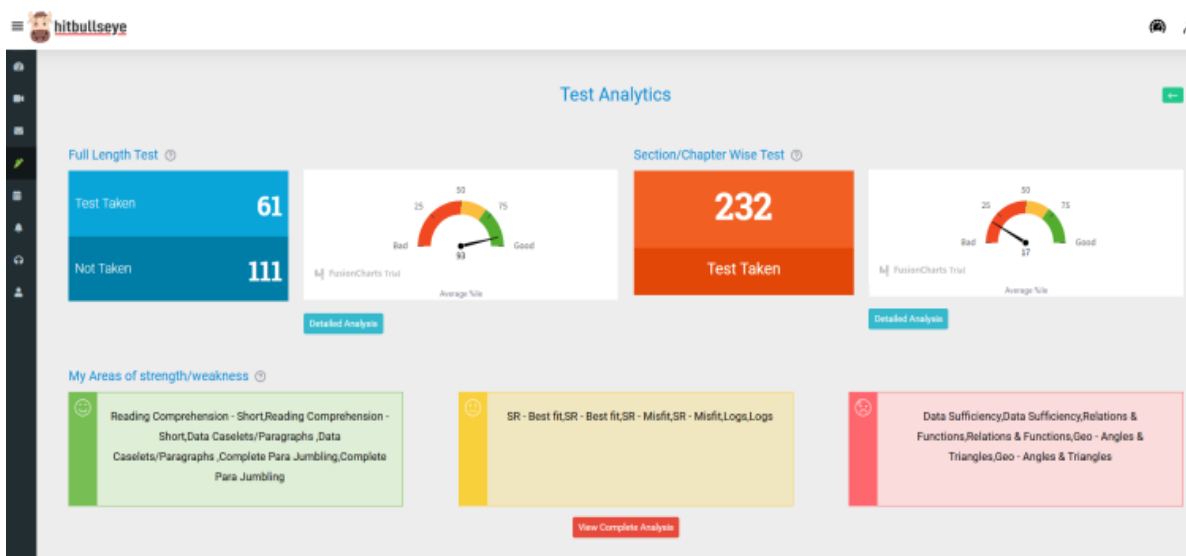 hitbullseye
Test Analytics
Full Length Test
Test Taken 61
Not Taken 111
25
50
75
Bad
Good
93
FusionCharts Trial
Average %ile
Detailed Analysis
Section/Chapter Wise Test
232
Test Taken
25
50
75
Bad
Good
17
FusionCharts Trial
Average %ile
Detailed Analysis
My Areas of strength/weakness
Reading Comprehension - Short,Reading Comprehension -
Short,Data Caselets/Paragraphs ,Data
Caselets/Paragraphs ,Complete Para Jumbling,Complete
Para Jumbling
SR - Best fit,SR - Best fit,SR - Misfit,SR - Misfit,Logs,Logs
Data Sufficiency,Data Sufficiency,Relations &
Functions,Relations & Functions,Geo - Angles &
Triangles,Geo - Angles & Triangles
View Complete Analysis